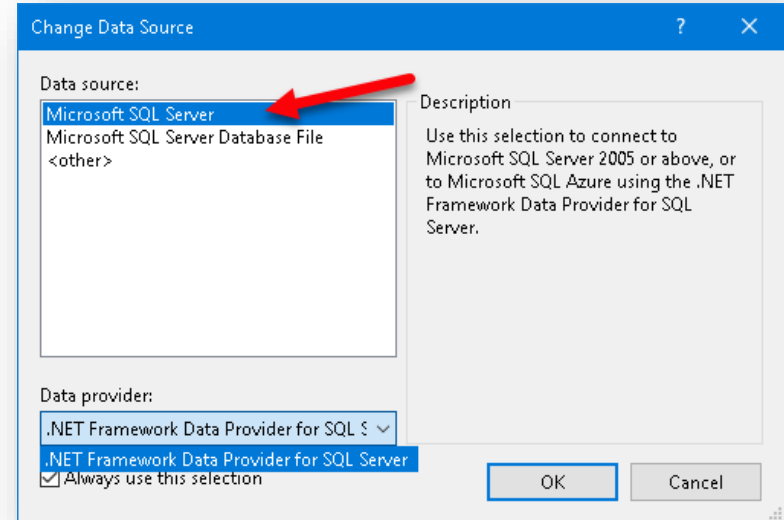 Change Data Source
?
Data source:
Microsoft SQL Server
Microsoft SQL Server Database File
<other>
Description
Use this selection to connect to
Microsoft SQL Server 2005 or above, or
to Microsoft SQL Azure using the .NET
Framework Data Provider for SQL
Server.
Data provider:
.NET Framework Data Provider for SQL S
.NET Framework Data Provider for SQL Server
Always use this selection
OK
Cancel